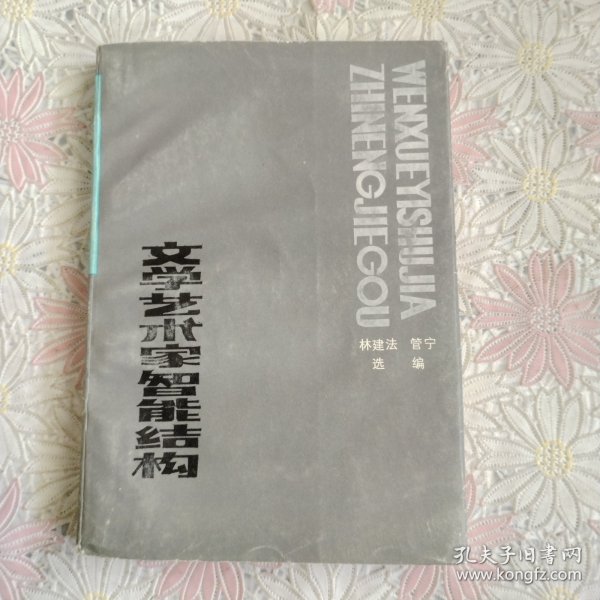 WENXUEYISHUJIA
ZHINENGJIEGOU
林建法 管宁
选 编
文学艺术家智能结构
孔夫子旧书网
www.kongfz.com